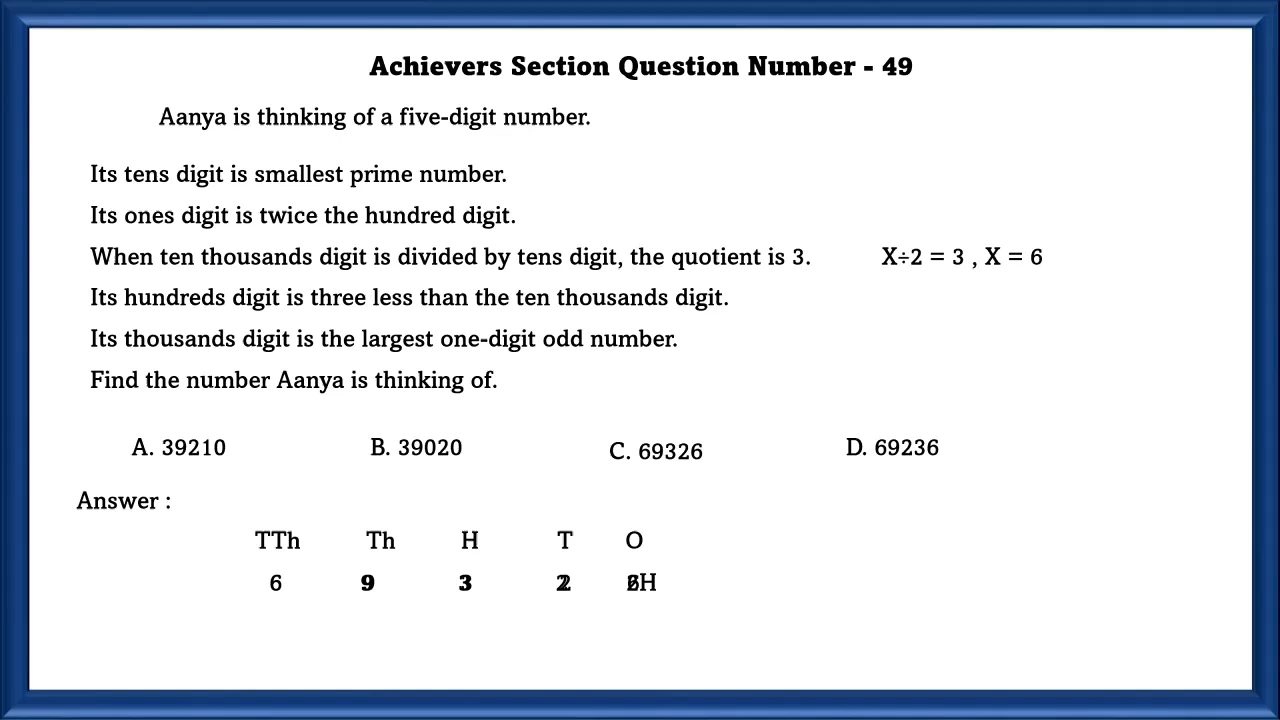 Achievers Section Question Number - 49
Aanya is thinking of a five-digit number.
Its tens digit is smallest prime number.
Its ones digit is twice the hundred digit.
When ten thousands digit is divided by tens digit, the quotient is 3. X÷2 = 3 , X = 6
Its hundreds digit is three less than the ten thousands digit.
Its thousands digit is the largest one-digit odd number.
Find the number Aanya is thinking of.
A. 39210 B. 39020 C. 69326 D. 69236
Answer :
TTh Th H T O
6 9 3 2